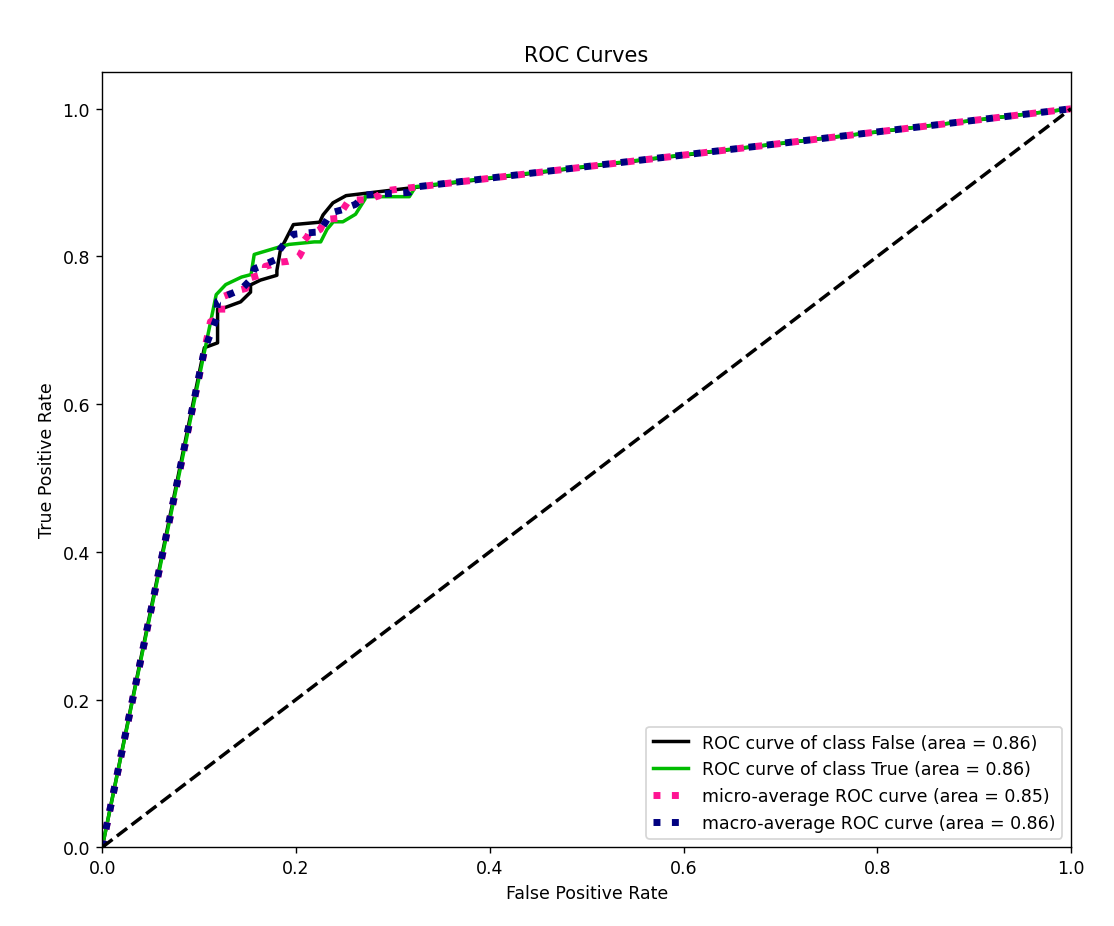 ROC Curves
True Positive Rate
1.0
0.8
0.6
0.4
0.2
0.0
0.0 0.2 0.4 0.6 0.8 1.0
False Positive Rate
ROC curve of class False (area = 0.86)
ROC curve of class True (area = 0.86)
micro-average ROC curve (area = 0.85)
macro-average ROC curve (area = 0.86)